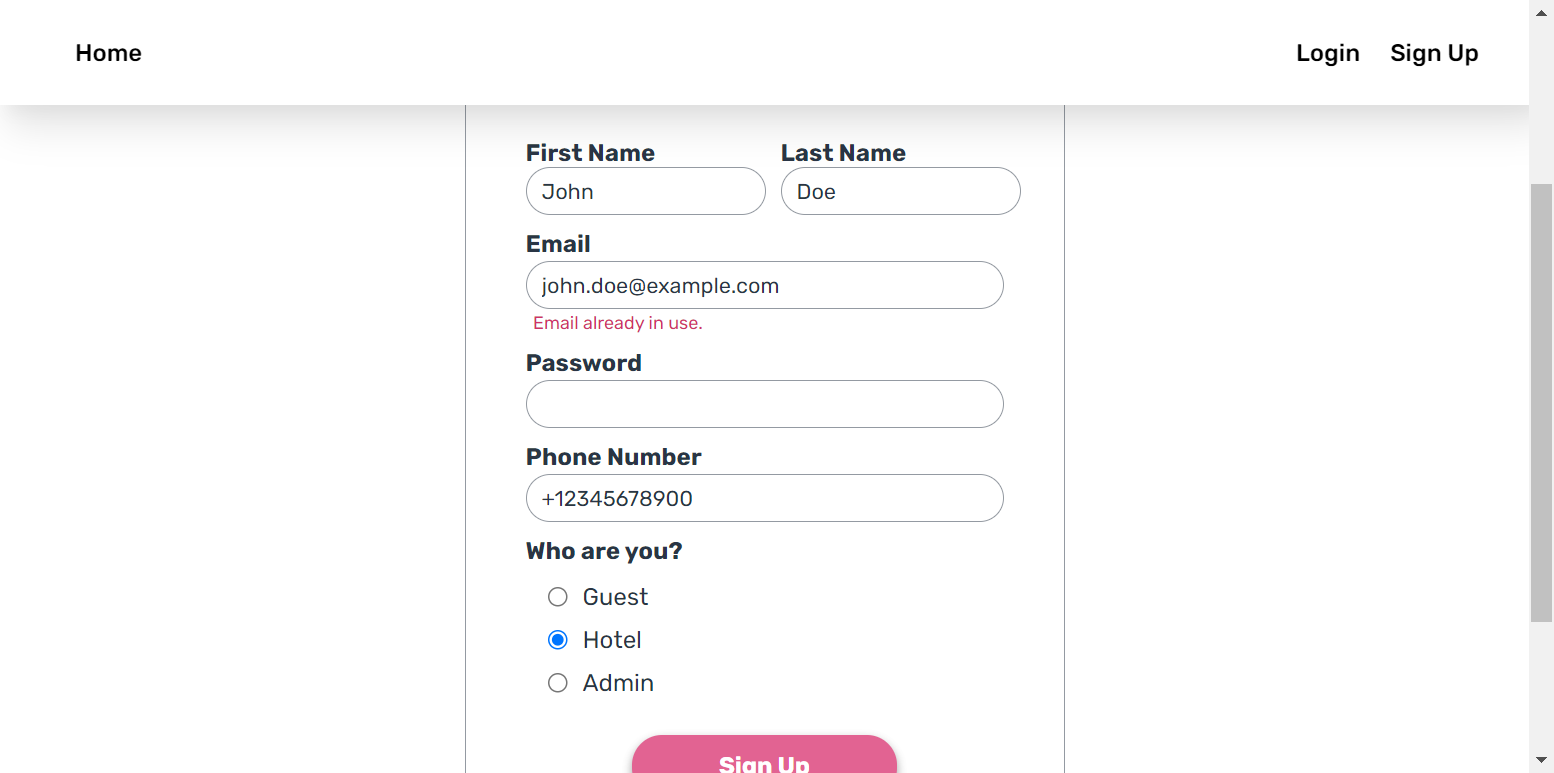 Home Login Sign Up
First Name Last Name
John Doe
Email
john.doe@example.com
Email already in use.
Password
Phone Number
+12345678900
Who are you?
Guest
Hotel
Admin
Sign Up